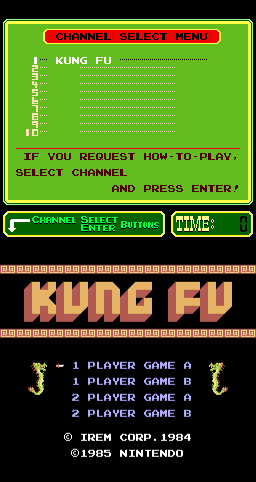 CHANNEL SELECT MENU
1 KUNG FU
2
3
4
5
6
7
8
9
10
IF YOU REQUEST HOW-TO-PLAY,
SELECT CHANNEL
AND PRESS ENTER!
CHANNEL SELECT
ENTER BUTTONS
TIME: 0
KUNG FU
1 PLAYER GAME A
1 PLAYER GAME B
2 PLAYER GAME A
2 PLAYER GAME B
© IREM CORP. 1984
©1985 NINTENDO